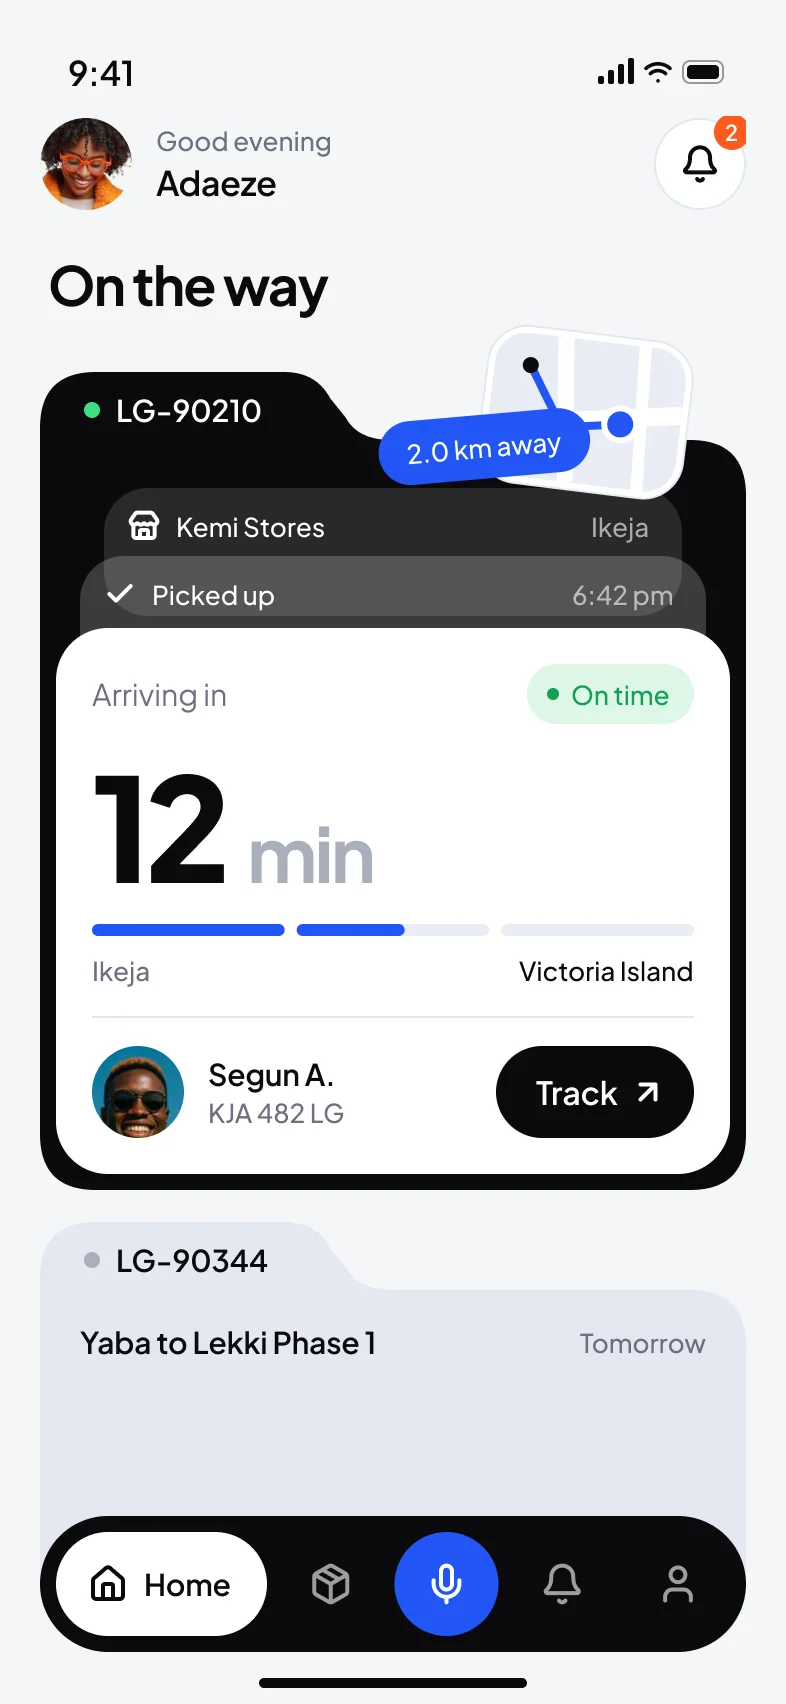 9:41
Good evening
2
Adaeze
On the way
LG-90210
2.0 km away
Kemi Stores Ikeja
Picked up 6:42 pm
Arriving in On time
12 min
Ikeja Victoria Island
Segun A.
KJA 482 LG
Track
LG-90344
Yaba to Lekki Phase 1 Tomorrow
Home